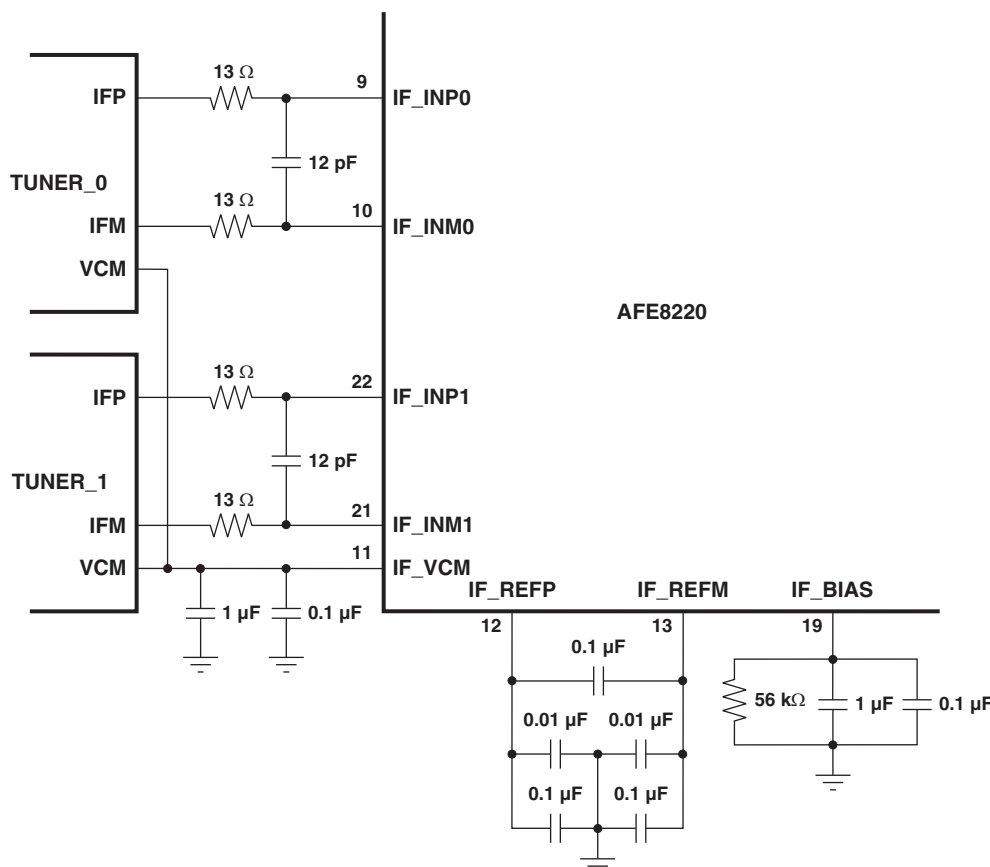 13 Ω
9
IFP
IF_INP0
12 pF
TUNER_0
13 Ω
10
IFM
IF_INM0
VCM
AFE8220
13 Ω
22
IFP
IF_INP1
12 pF
TUNER_1
13 Ω
21
IFM
IF_INM1
11
VCM
IF_VCM
IF_REFP
IF_REFM
IF_BIAS
1 µF
0.1 µF
12
13
19
0.1 µF
56 kΩ
1 µF
0.1 µF
0.01 µF
0.01 µF
0.1 µF
0.1 µF